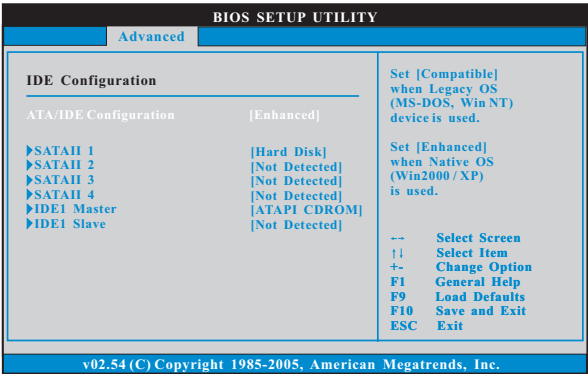 BIOS SETUP UTILITY
Advanced
IDE Configuration
ATA/IDE Configuration [Enhanced]
SATAII 1 [Hard Disk]
SATAII 2 [Not Detected]
SATAII 3 [Not Detected]
SATAII 4 [Not Detected]
IDE1 Master [ATAPI CDROM]
IDE1 Slave [Not Detected]
Set [Compatible]
when Legacy OS
(MS-DOS, Win NT)
device is used.
Set [Enhanced]
when Native OS
(Win2000 / XP)
is used.
←→ Select Screen
↑↓ Select Item
+- Change Option
F1 General Help
F9 Load Defaults
F10 Save and Exit
ESC Exit
v02.54 (C) Copyright 1985-2005, American Megatrends, Inc.